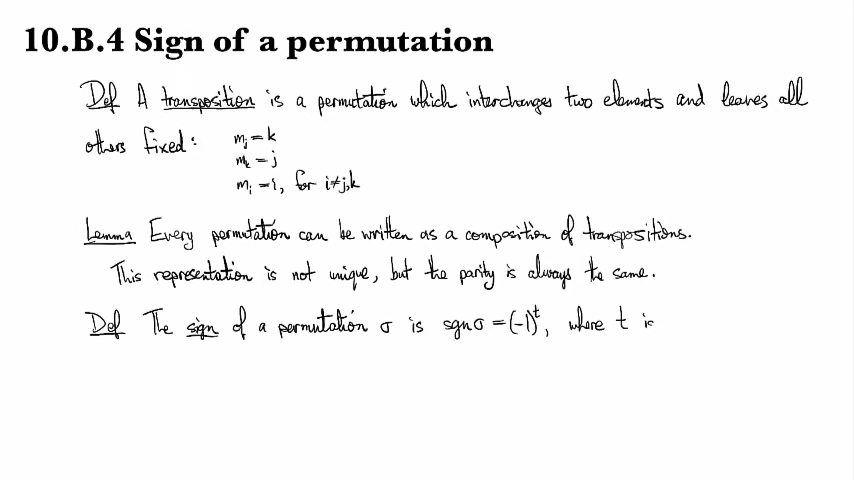 10.B.4 Sign of a permutation
Def A transposition is a permutation which interchanges two elements and leaves all
others fixed: m_j = k
m_k = j
m_i = i, for i≠j,k
Lemma Every permutation can be written as a composition of transpositions.
This representation is not unique, but the parity is always the same.
Def The sign of a permutation σ is sgn σ = (-1)^t, where t is